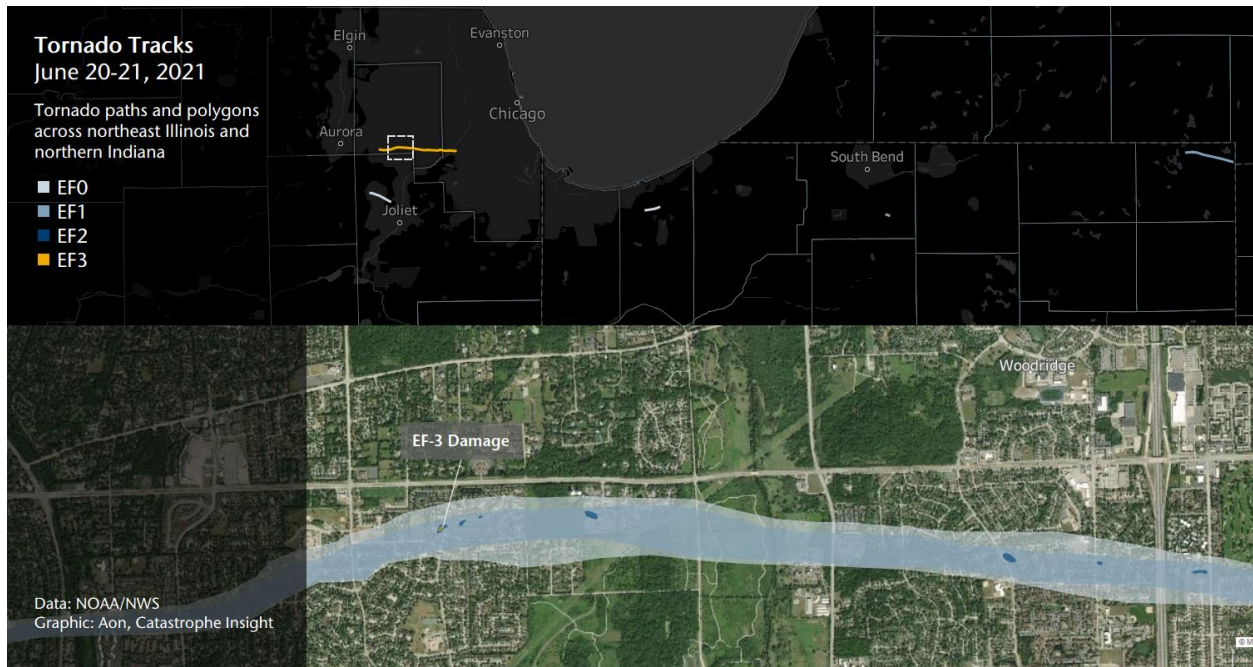 Tornado Tracks
June 20-21, 2021
Tornado paths and polygons
across northeast Illinois and
northern Indiana
EF0
EF1
EF2
EF3
Elgin
Evanston
Chicago
Aurora
Joliet
South Bend
Woodridge
EF-3 Damage
Data: NOAA/NWS
Graphic: Aon, Catastrophe Insight
© M